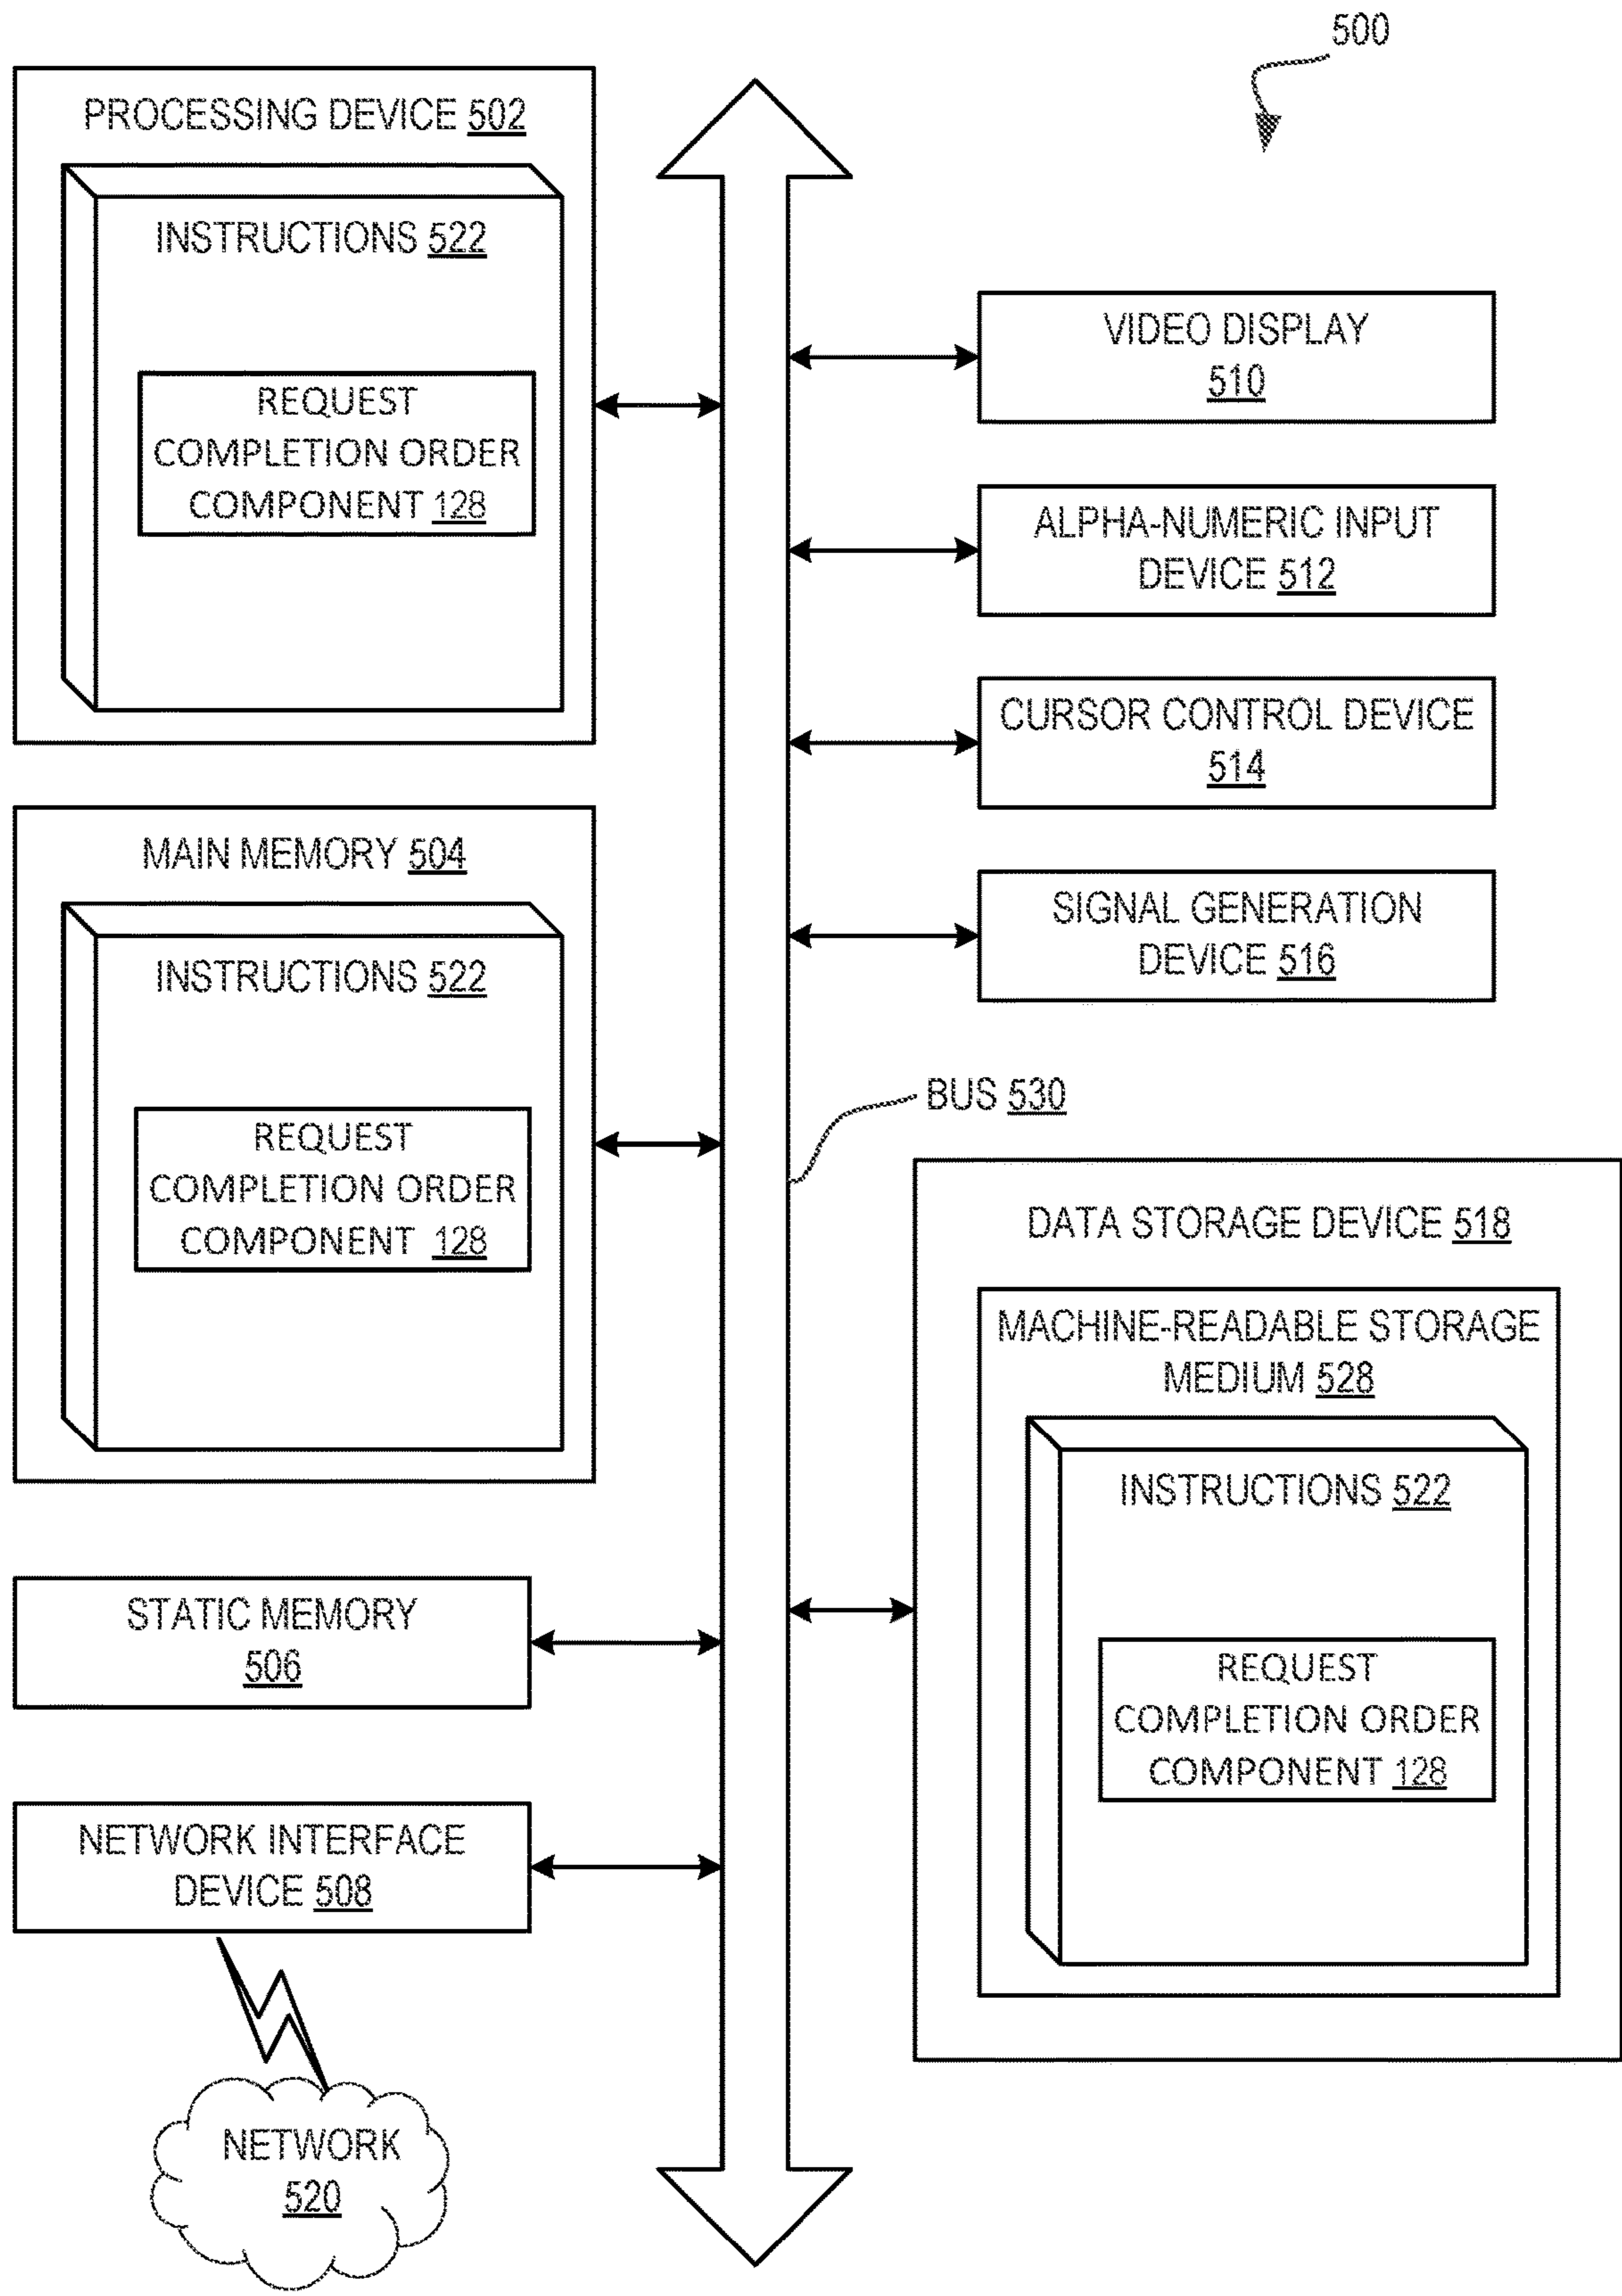 500
PROCESSING DEVICE 502
INSTRUCTIONS 522
REQUEST
COMPLETION ORDER
COMPONENT 128
MAIN MEMORY 504
INSTRUCTIONS 522
REQUEST
COMPLETION ORDER
COMPONENT 128
STATIC MEMORY
506
NETWORK INTERFACE
DEVICE 508
NETWORK
520
VIDEO DISPLAY
510
ALPHA-NUMERIC INPUT
DEVICE 512
CURSOR CONTROL DEVICE
514
SIGNAL GENERATION
DEVICE 516
BUS 530
DATA STORAGE DEVICE 518
MACHINE-READABLE STORAGE
MEDIUM 528
INSTRUCTIONS 522
REQUEST
COMPLETION ORDER
COMPONENT 128